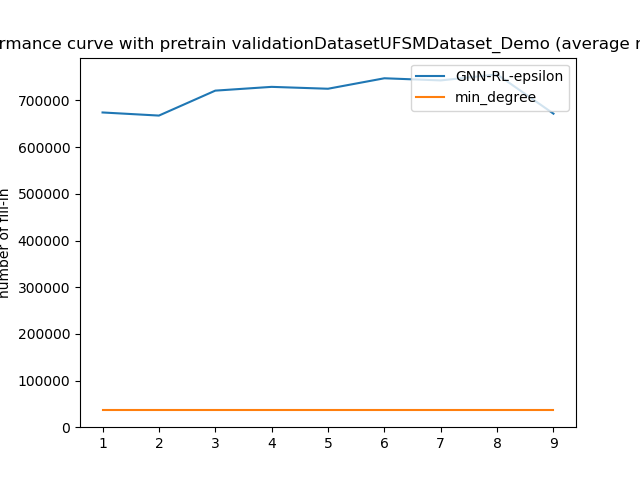 rmance curve with pretrain validationDatasetUFSMDataset_Demo (average
GNN-RL-epsilon
min_degree
number of fill-in
700000
600000
500000
400000
300000
200000
100000
0
1 2 3 4 5 6 7 8 9